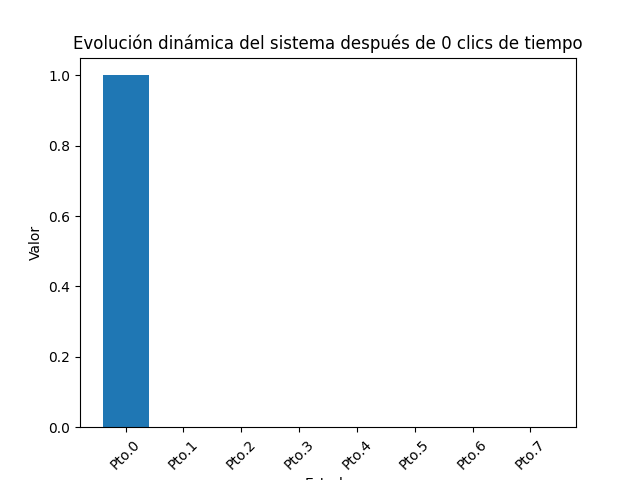 Evolución dinámica del sistema después de 0 clics de tiempo
Valor
1.0
0.8
0.6
0.4
0.2
0.0
Pto.0
Pto.1
Pto.2
Pto.3
Pto.4
Pto.5
Pto.6
Pto.7